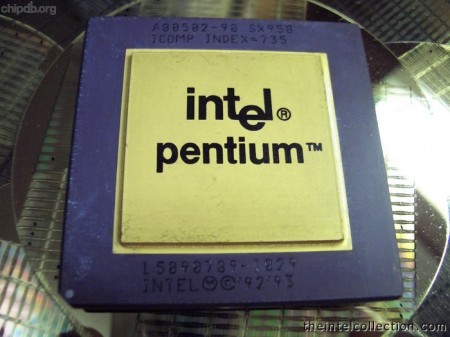 chipdb.org
A80502-90 SX958
ICOMP INDEX=735
intel®
pentium™
INTEL Ⓜ © '92 '93
theintelcollection.com